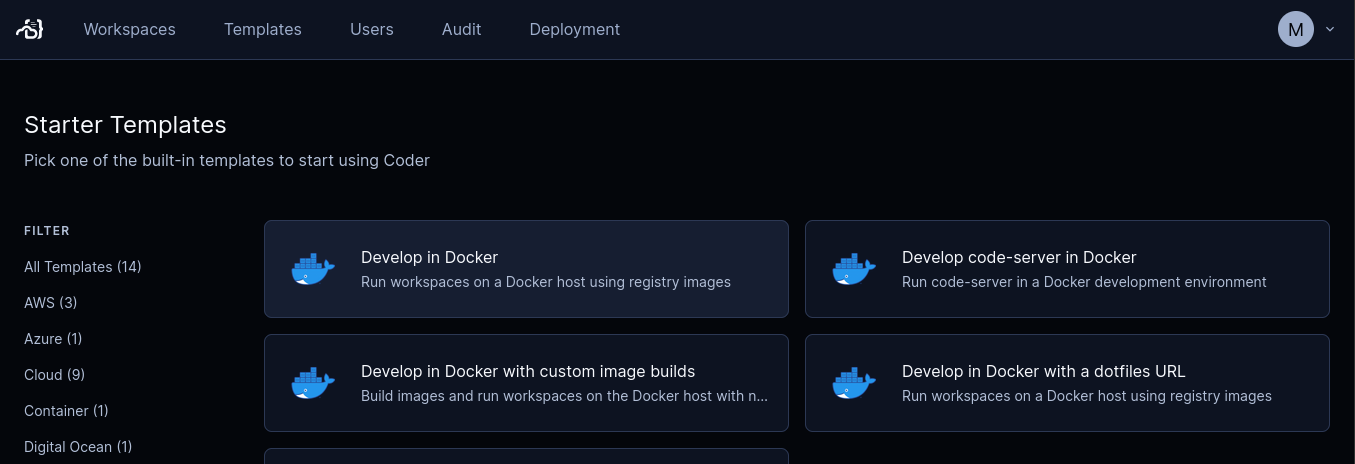 Workspaces Templates Users Audit Deployment M
Starter Templates
Pick one of the built-in templates to start using Coder
FILTER
All Templates (14)
AWS (3)
Azure (1)
Cloud (9)
Container (1)
Digital Ocean (1)
Develop in Docker
Run workspaces on a Docker host using registry images
Develop code-server in Docker
Run code-server in a Docker development environment
Develop in Docker with custom image builds
Build images and run workspaces on the Docker host with n...
Develop in Docker with a dotfiles URL
Run workspaces on a Docker host using registry images